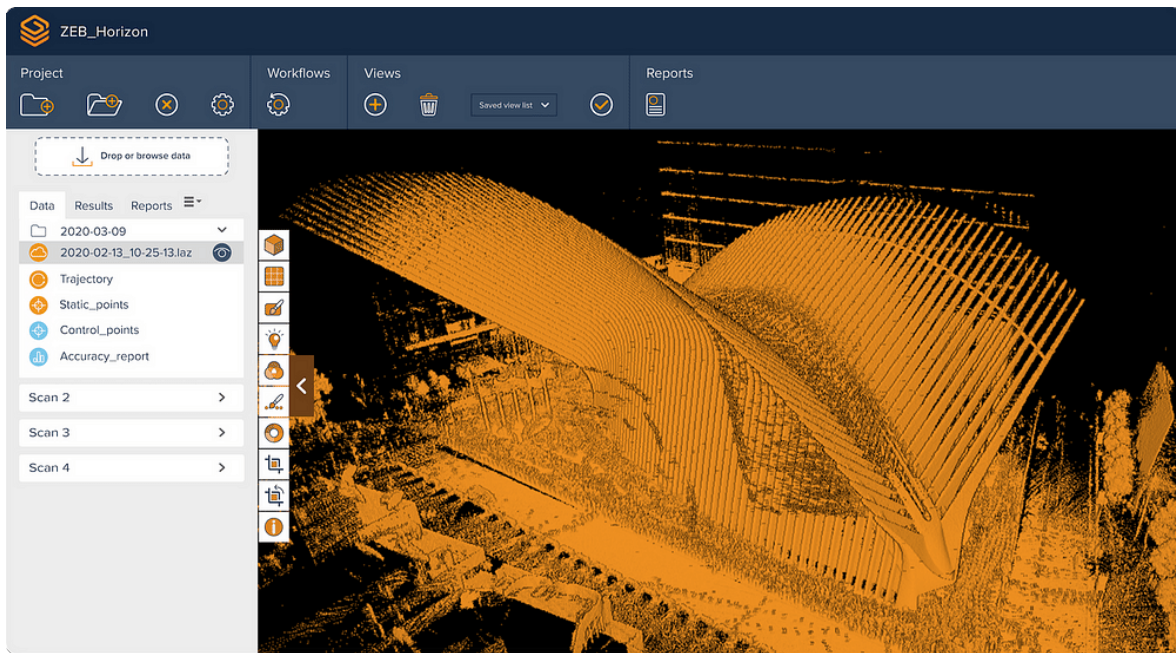 ZEB_Horizon
Project
Workflows
Views
Reports
Saved view list
Drop or browse data
Data
Results
Reports
2020-03-09
2020-02-13_10-25-13.laz
Trajectory
Static_points
Control_points
Accuracy_report
Scan 2
Scan 3
Scan 4